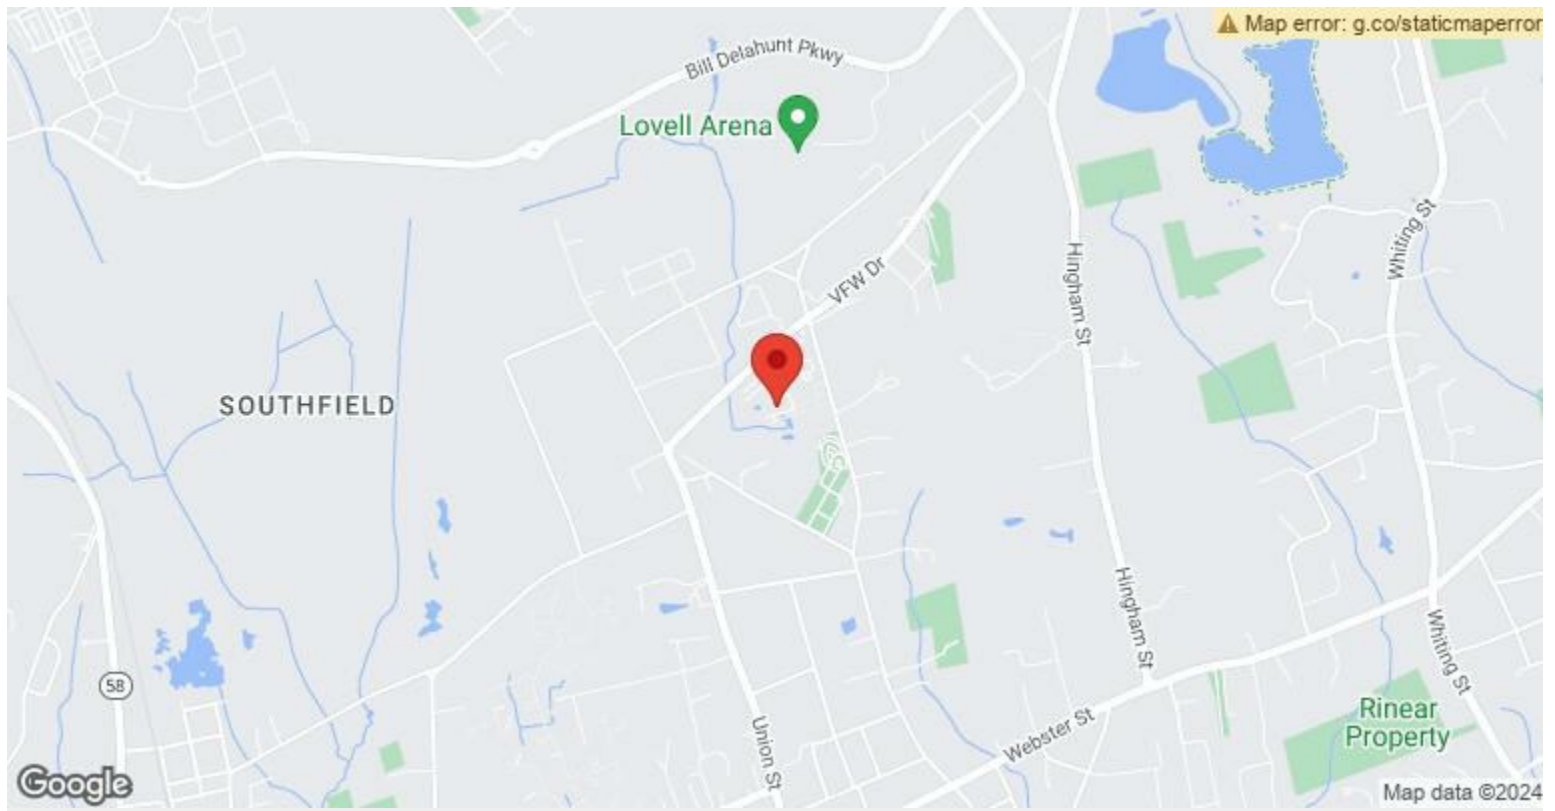 Map error: g.co/staticmaperror
Bill Delahunt Pkwy
Lovell Arena
Whiting St
Hingham St
VFW Dr
SOUTHFIELD
Hingham St
Whiting St
58
Rinear
Property
Union St
Webster St
Google
Map data ©2024